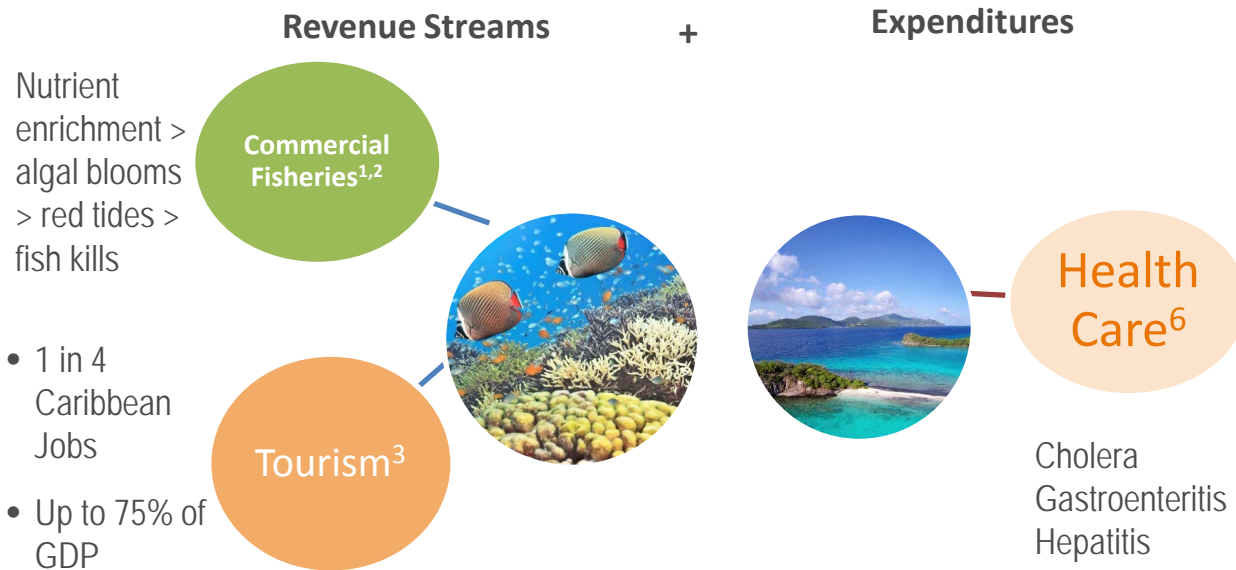 Revenue Streams + Expenditures
Nutrient
enrichment >
algal blooms
> red tides >
fish kills
Commercial
Fisheries1,2
• 1 in 4
Caribbean
Jobs
• Up to 75% of
GDP
Tourism3
Health
Care6
Cholera
Gastroenteritis
Hepatitis